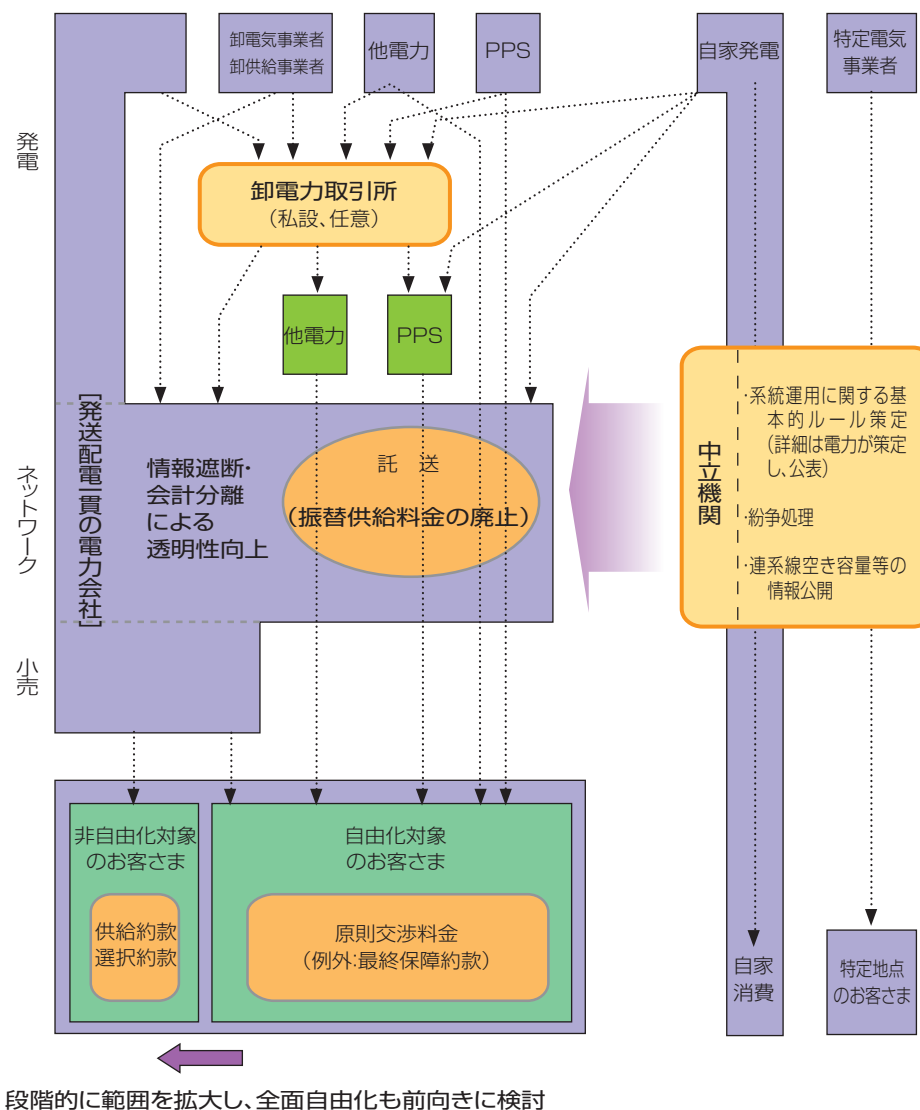 卸電気事業者
卸供給事業者
他電力
PPS
自家発電
特定電気
事業者
発電
卸電力取引所
（私設、任意）
他電力
PPS
ネットワーク
［発送配電一貫の電力会社］
情報遮断・
会計分離
による
透明性向上
託　送
（振替供給料金の廃止）
中立機関
・系統運用に関する基
本的ルール策定
（詳細は電力が策定
し、公表）
・紛争処理
・連系線空き容量等の
情報公開
小売
非自由化対象
のお客さま
供給約款
選択約款
自由化対象
のお客さま
原則交渉料金
（例外:最終保障約款）
自家
消費
特定地点
のお客さま
段階的に範囲を拡大し、全面自由化も前向きに検討